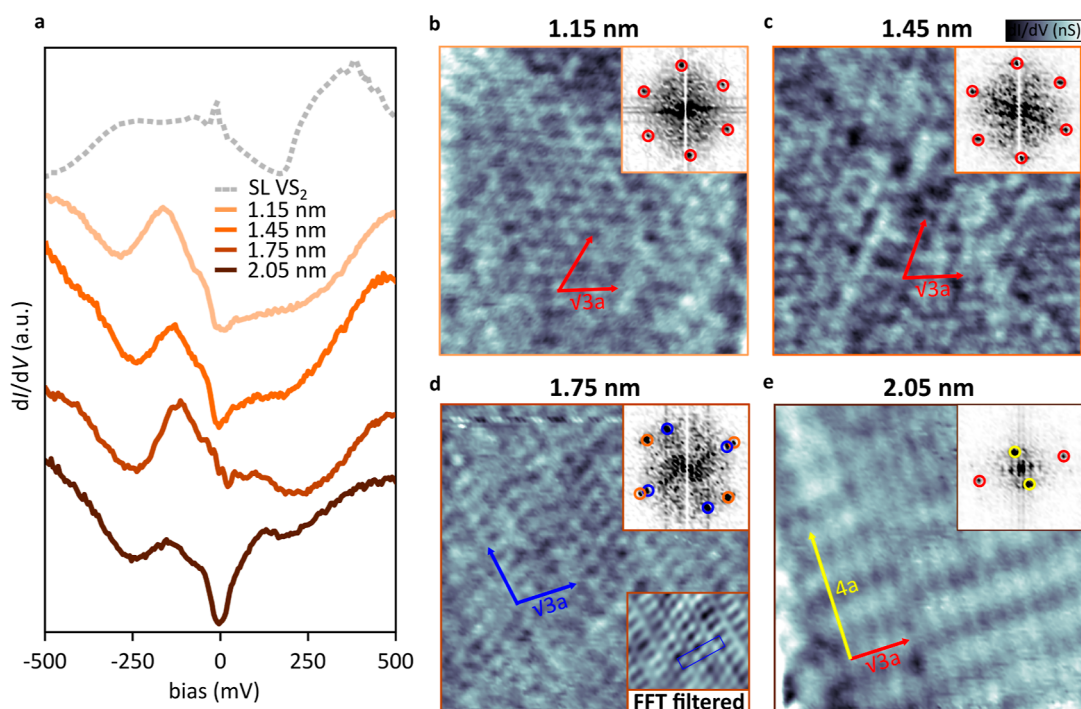 a
SL VS₂
1.15 nm
1.45 nm
1.75 nm
2.05 nm
dI/dV (a.u.)
-500
-250
0
250
500
bias (mV)
b
1.15 nm
√3a
c
1.45 nm
dI/dV (nS)
√3a
d
1.75 nm
√3a
FFT filtered
e
2.05 nm
4a
√3a